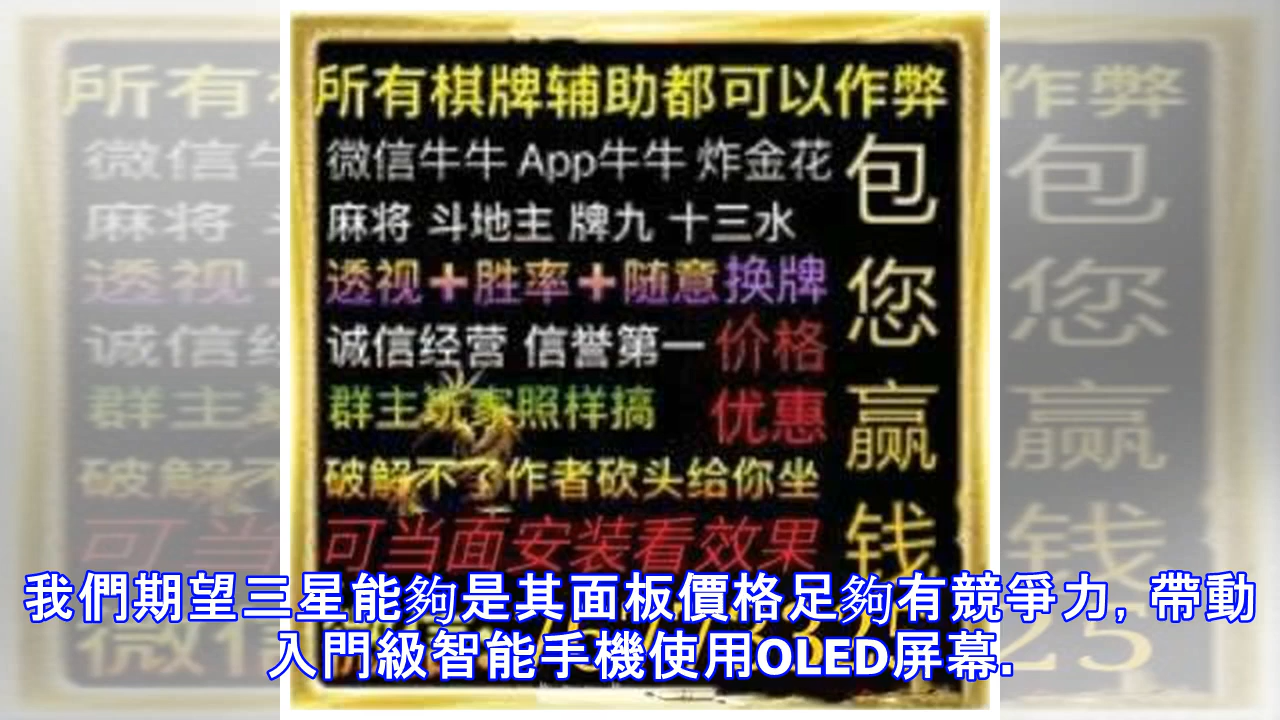 所有棋牌辅助都可以作弊
微信牛牛 App牛牛 炸金花
麻将 斗地主 牌九 十三水
透视+胜率+随意换牌
诚信经营 信誉第一 价格
优惠
群主玩家照样搞
破解不了作者砍头给你坐
可当面安装看效果
包您赢钱
我們期望三星能夠是其面板價格足夠有競爭力, 帶動
入門級智能手機使用OLED屏幕.